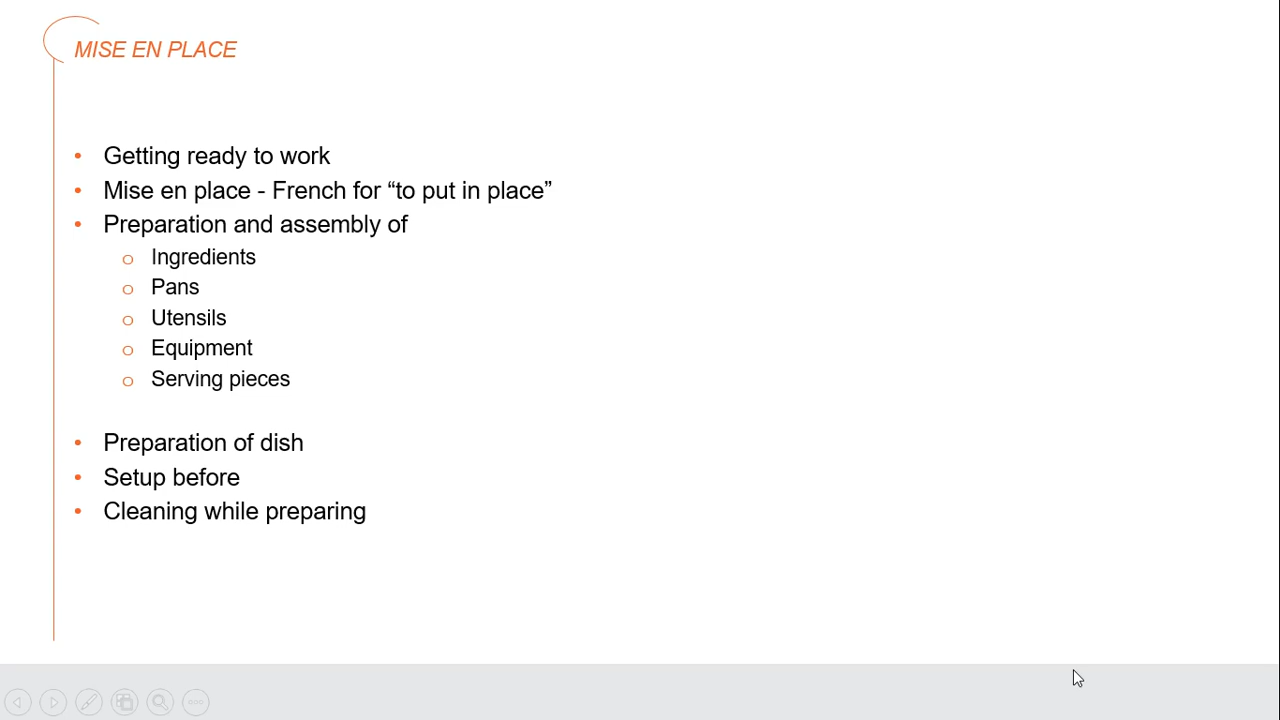 MISE EN PLACE
• Getting ready to work
• Mise en place - French for “to put in place”
• Preparation and assembly of
o Ingredients
o Pans
o Utensils
o Equipment
o Serving pieces
• Preparation of dish
• Setup before
• Cleaning while preparing